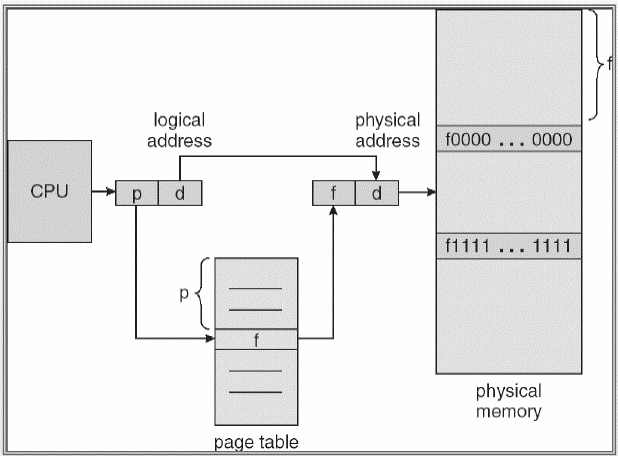 logical
address
physical
address
CPU
p d
f d
f
f0000 ... 0000
f1111 ... 1111
p
f
page table
physical
memory